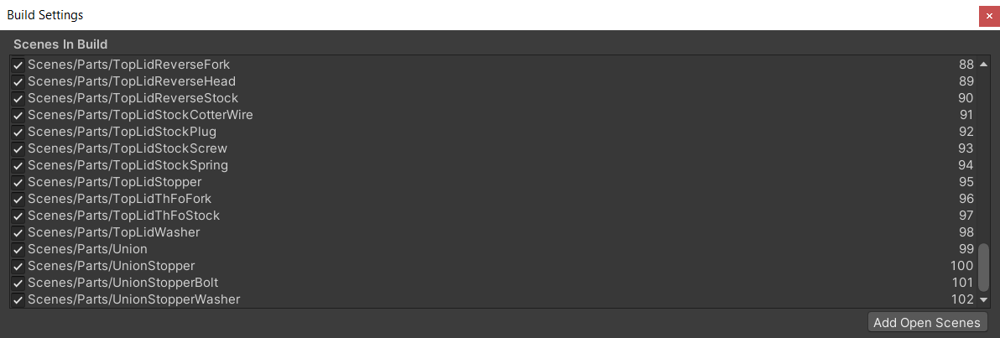 Build Settings
Scenes In Build
Scenes/Parts/TopLidReverseFork 88
Scenes/Parts/TopLidReverseHead 89
Scenes/Parts/TopLidReverseStock 90
Scenes/Parts/TopLidStockCotterWire 91
Scenes/Parts/TopLidStockPlug 92
Scenes/Parts/TopLidStockScrew 93
Scenes/Parts/TopLidStockSpring 94
Scenes/Parts/TopLidStopper 95
Scenes/Parts/TopLidThFoFork 96
Scenes/Parts/TopLidThFoStock 97
Scenes/Parts/TopLidWasher 98
Scenes/Parts/Union 99
Scenes/Parts/UnionStopper 100
Scenes/Parts/UnionStopperBolt 101
Scenes/Parts/UnionStopperWasher 102
Add Open Scenes